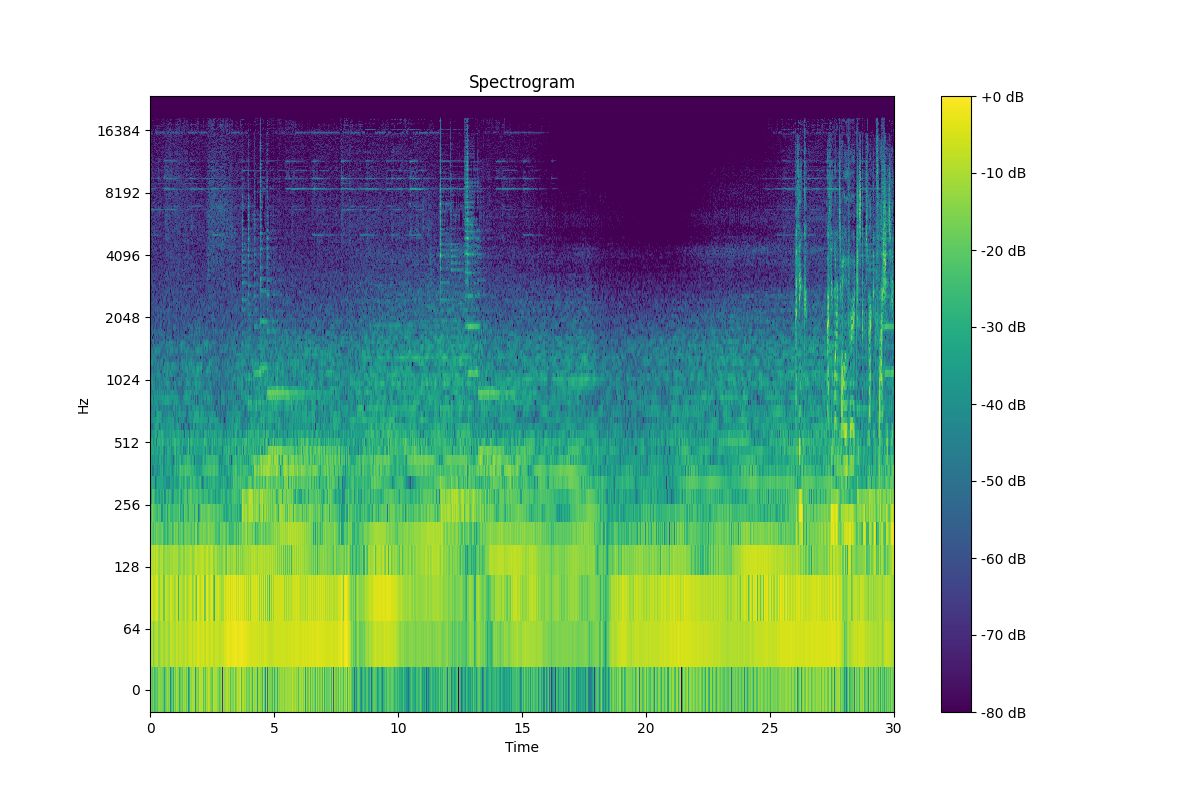 Spectrogram
16384
8192
4096
2048
1024
512
256
128
64
0
Hz
0
5
10
15
20
25
30
Time
+0 dB
-10 dB
-20 dB
-30 dB
-40 dB
-50 dB
-60 dB
-70 dB
-80 dB